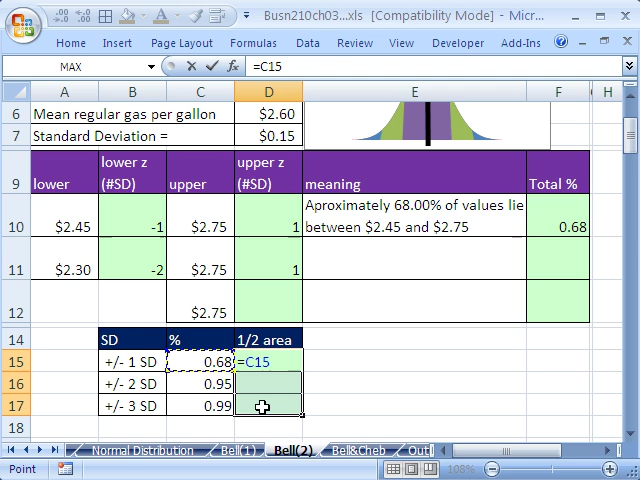 Busn210ch03...xls [Compatibility Mode] - Micr...
Home Insert Page Layout Formulas Data Review View Developer Add-Ins
MAX =C15
A B C D E F H
6 Mean regular gas per gallon $2.60
7 Standard Deviation = $0.15
9 lower lower z (#SD) upper upper z (#SD) meaning Total %
10 $2.45 -1 $2.75 1 Aproximately 68.00% of values lie between $2.45 and $2.75 0.68
11 $2.30 -2 $2.75 1
12 $2.75
14 SD % 1/2 area
15 +/- 1 SD 0.68 =C15
16 +/- 2 SD 0.95
17 +/- 3 SD 0.99
18
Normal Distribution Bell(1) Bell(2) Bell&Cheb Outl
Point 108%